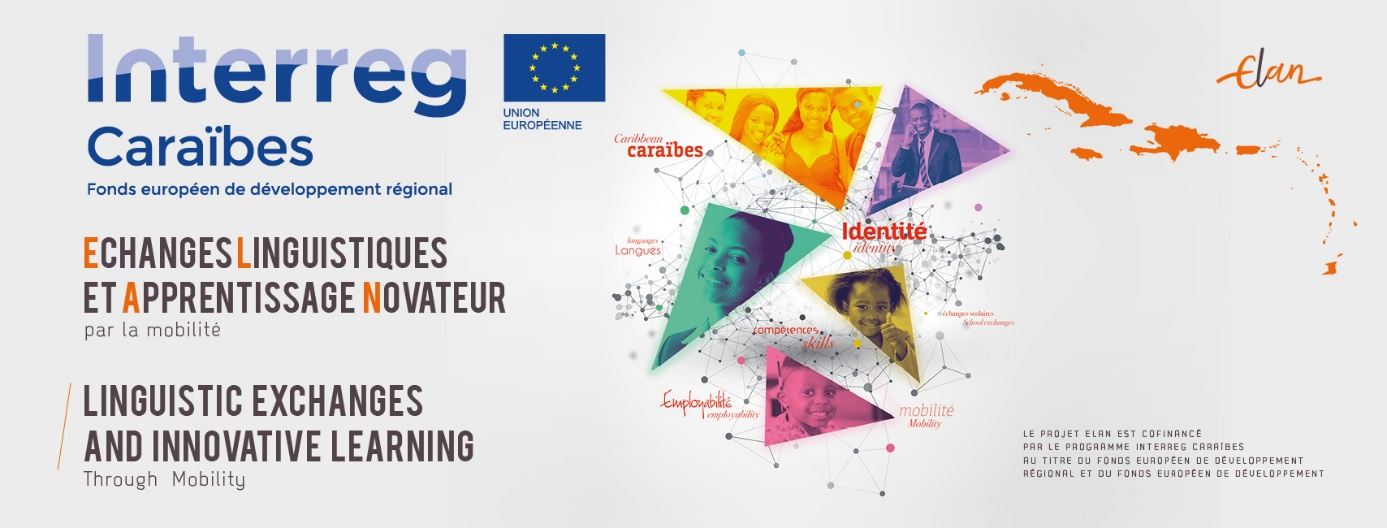 Interreg
Caraïbes
Fonds européen de développement régional
UNION
EUROPÉENNE
ECHANGES LINGUISTIQUES
ET APPRENTISSAGE NOVATEUR
par la mobilité
LINGUISTIC EXCHANGES
AND INNOVATIVE LEARNING
Through Mobility
Caribbean
caraïbes
Identité
identity
languages
Langues
compétences
skills
échanges scolaires
School exchanges
Employabilité
employability
mobilité
Mobility
Elan
LE PROJET ELAN EST COFINANCÉ
PAR LE PROGRAMME INTERREG CARAÏBES
AU TITRE DU FONDS EUROPÉEN DE DÉVELOPPEMENT
RÉGIONAL ET DU FONDS EUROPÉEN DE DÉVELOPPEMENT